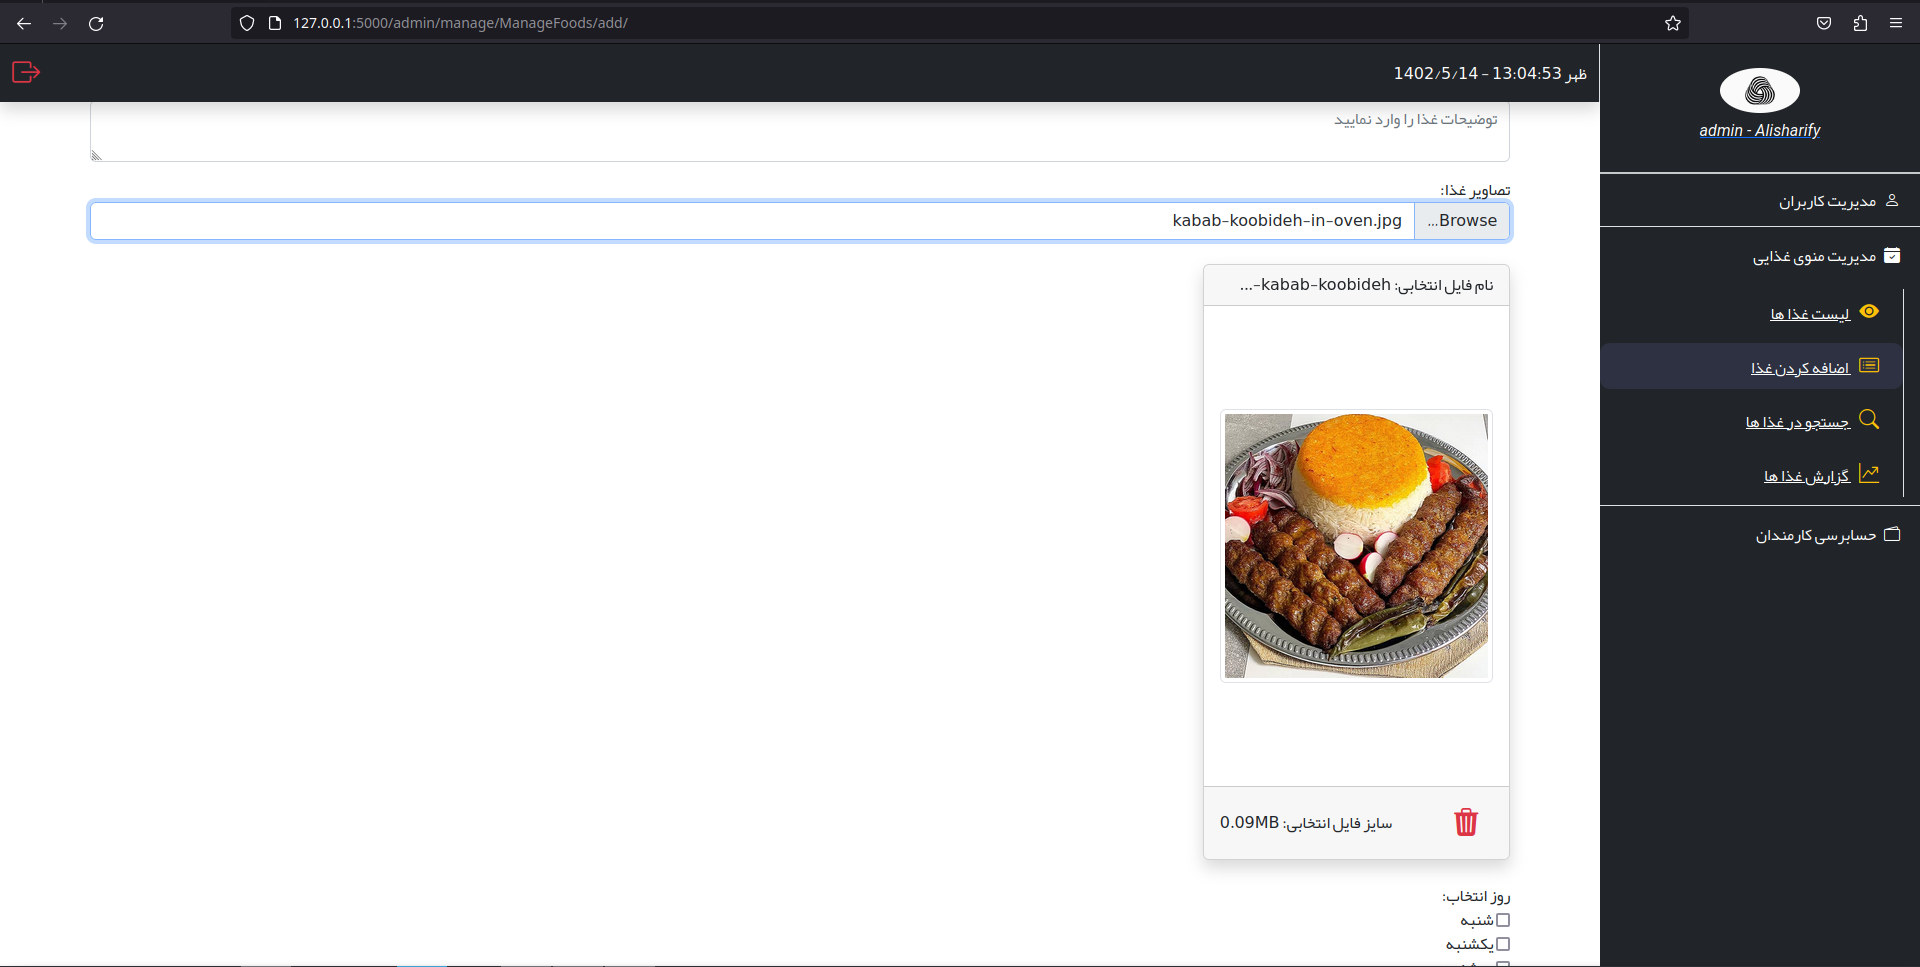 127.0.0.1:5000/admin/manage/ManageFoods/add/
1402/5/14 - 13:04:53 ظهر
admin - Alisharify
مدیریت کاربران
مدیریت منوی غذایی
لیست غذا ها
اضافه کردن غذا
جستجو در غذا ها
گزارش غذا ها
حسابرسی کارمندان
توضیحات غذا را وارد نمایید
تصاویر غذا:
Browse...
kabab-koobideh-in-oven.jpg
نام فایل انتخابی: kabab-koobideh-...
سایز فایل انتخابی: 0.09MB
روز انتخاب:
شنبه
یکشنبه